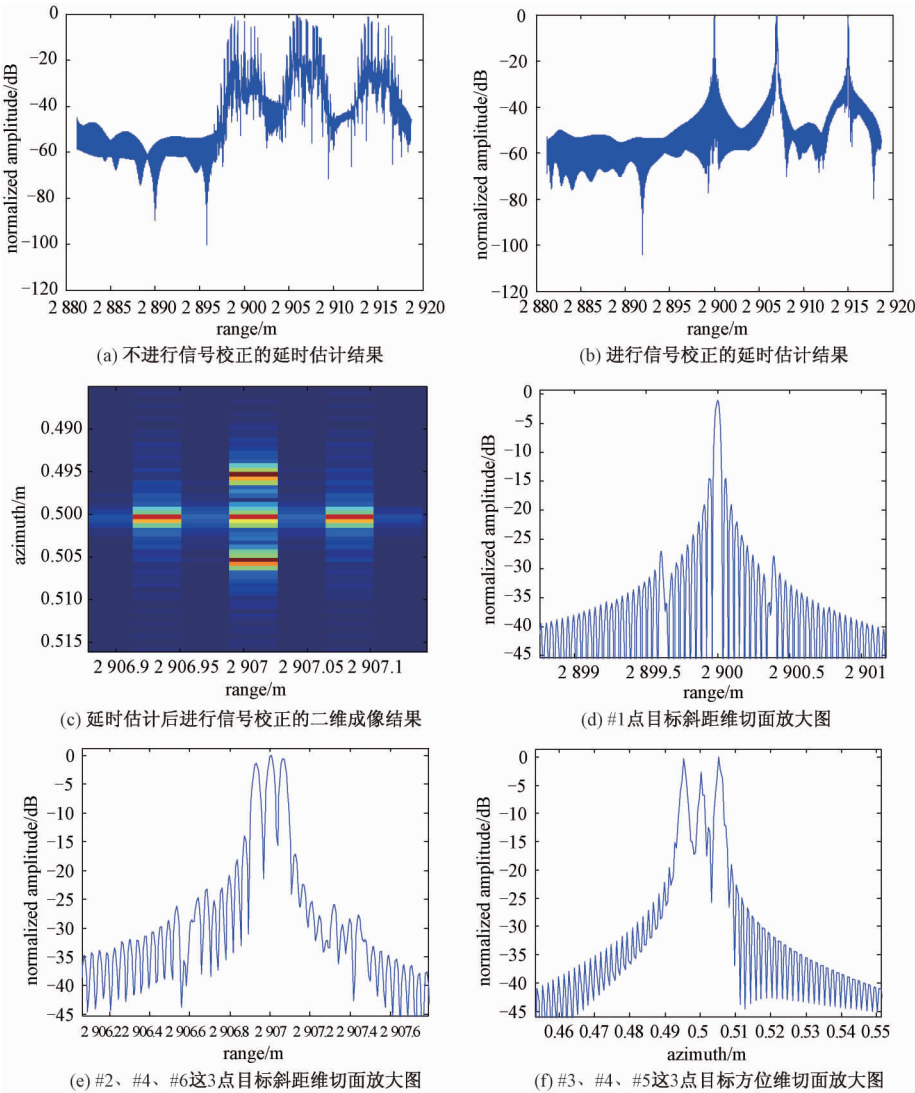 0
−20
−40
−60
−80
−100
−120
normalized amplitude/dB
2 880 2 885 2 890 2 895 2 900 2 905 2 910 2 915 2 920
range/m
(a) 不进行信号校正的延时估计结果
0
−20
−40
−60
−80
−100
−120
normalized amplitude/dB
2 880 2 885 2 890 2 895 2 900 2 905 2 910 2 915 2 920
range/m
(b) 进行信号校正的延时估计结果
0.490
0.495
0.500
0.505
0.510
0.515
azimuth/m
2 906.9 2 906.95 2 907 2 907.05 2 907.1
range/m
(c) 延时估计后进行信号校正的二维成像结果
0
−5
−10
−15
−20
−25
−30
−35
−40
−45
normalized amplitude/dB
2 899 2 899.5 2 900 2 900.5 2 901
range/m
(d) #1点目标斜距维切面放大图
0
−5
−10
−15
−20
−25
−30
−35
−40
−45
normalized amplitude/dB
2 906.22 2 906.4 2 906.6 2 906.8 2 907 2 907.2 2 907.4 2 907.6
range/m
(e) #2、#4、#6这3点目标斜距维切面放大图
0
−5
−10
−15
−20
−25
−30
−35
−40
−45
normalized amplitude/dB
0.46 0.47 0.48 0.49 0.5 0.51 0.52 0.53 0.54 0.55
azimuth/m
(f) #3、#4、#5这3点目标方位维切面放大图